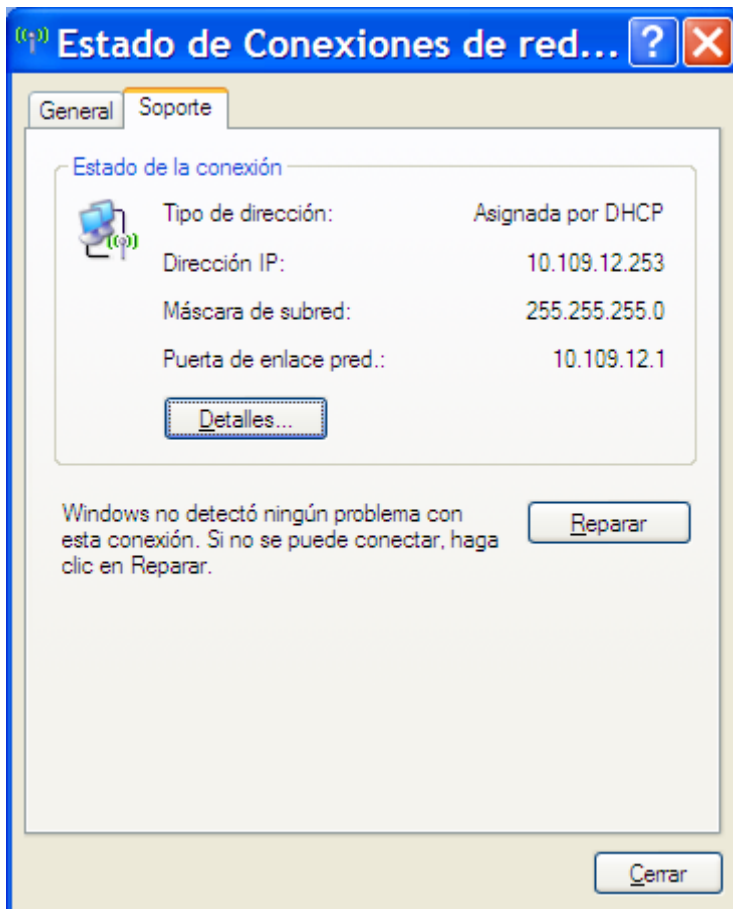 Estado de Conexiones de red...
General
Soporte
Estado de la conexión
Tipo de dirección: Asignada por DHCP
Dirección IP: 10.109.12.253
Máscara de subred: 255.255.255.0
Puerta de enlace pred.: 10.109.12.1
Detalles...
Windows no detectó ningún problema con
esta conexión. Si no se puede conectar, haga
clic en Reparar.
Reparar
Cerrar